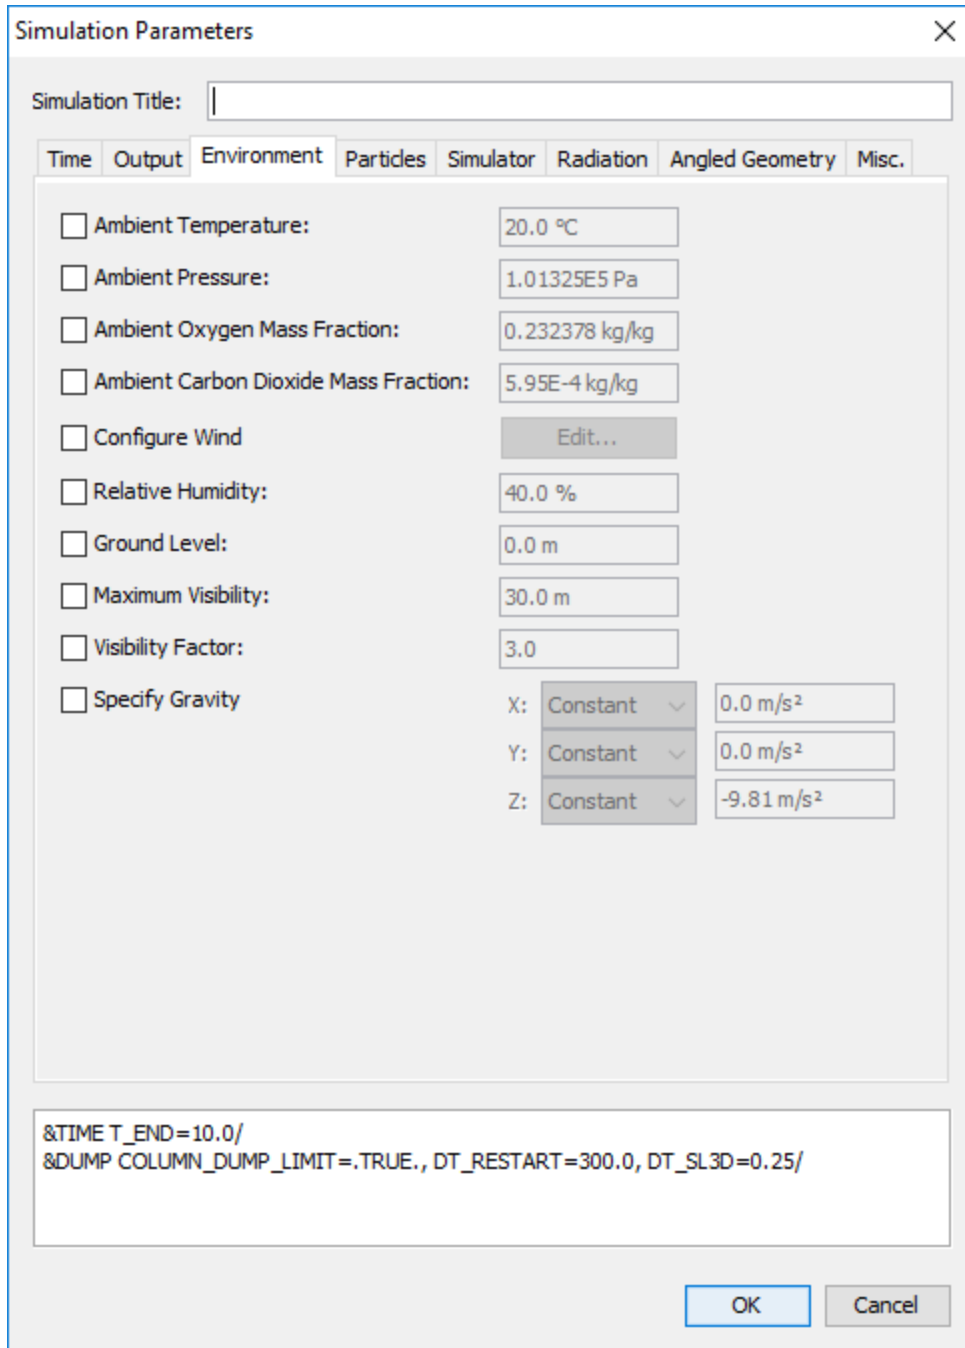 Simulation Parameters
Simulation Title:
Time Output Environment Particles Simulator Radiation Angled Geometry Misc.
Ambient Temperature: 20.0 °C
Ambient Pressure: 1.01325E5 Pa
Ambient Oxygen Mass Fraction: 0.232378 kg/kg
Ambient Carbon Dioxide Mass Fraction: 5.95E-4 kg/kg
Configure Wind Edit...
Relative Humidity: 40.0 %
Ground Level: 0.0 m
Maximum Visibility: 30.0 m
Visibility Factor: 3.0
Specify Gravity X: Constant 0.0 m/s²
Y: Constant 0.0 m/s²
Z: Constant -9.81 m/s²
&TIME T_END=10.0/
&DUMP COLUMN_DUMP_LIMIT=.TRUE., DT_RESTART=300.0, DT_SL3D=0.25/
OK Cancel